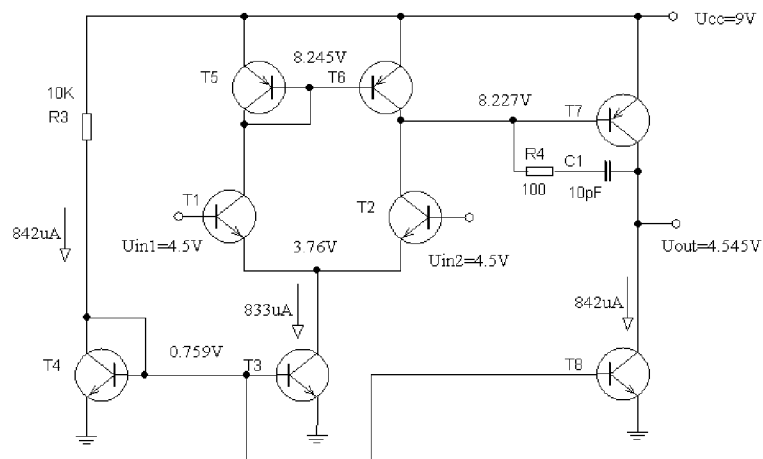 Ucc=9V
8.245V
T5
T6
10K
R3
8.227V
T7
R4
C1
100
10pF
T1
T2
842uA
Uin1=4.5V
3.76V
Uin2=4.5V
Uout=4.545V
833uA
842uA
T4
0.759V
T3
T8